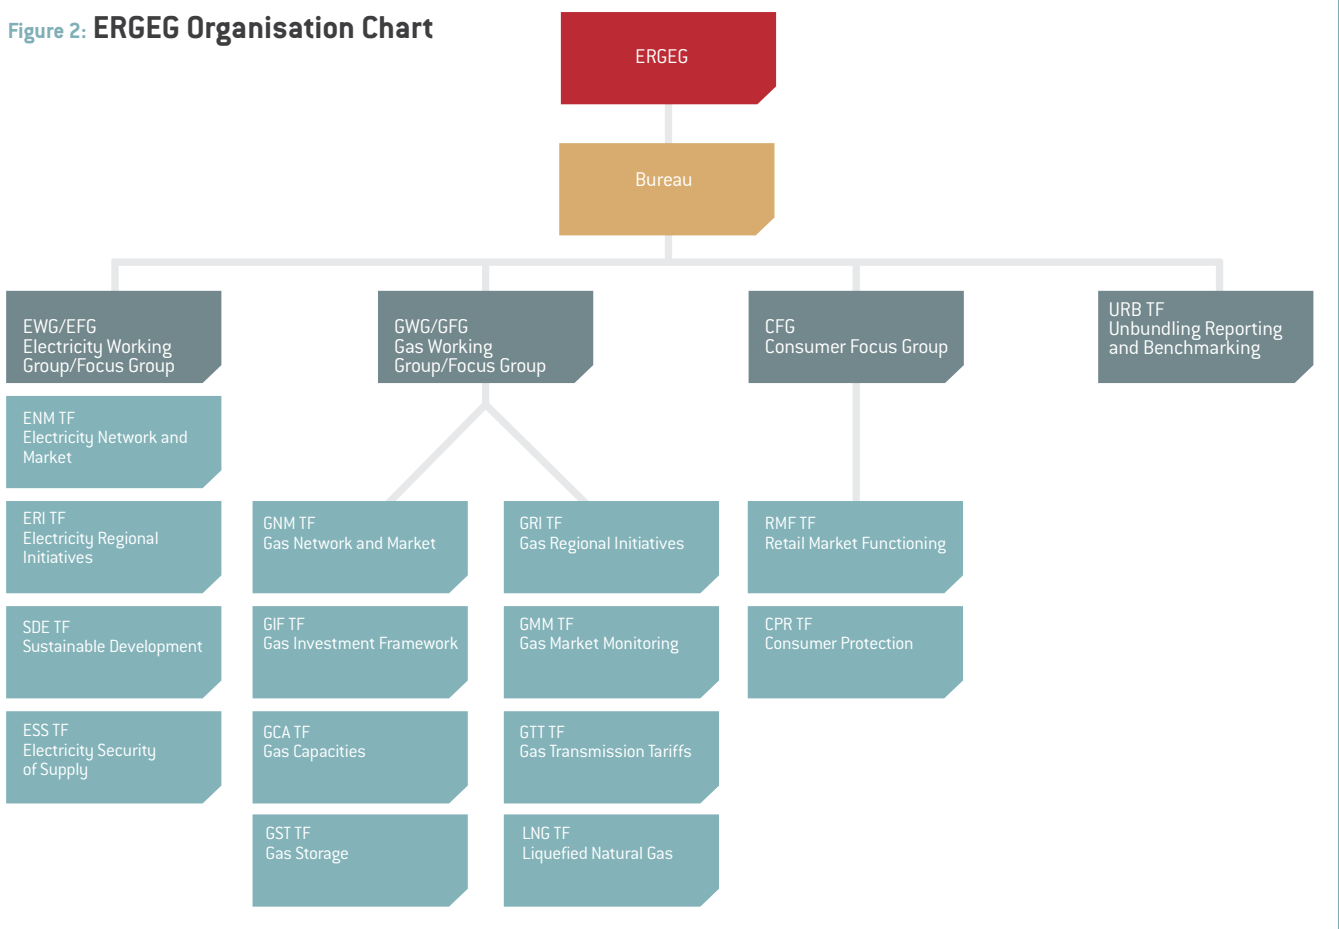 Figure 2: ERGEG Organisation Chart
ERGEG
Bureau
EWG/EFG
Electricity Working
Group/Focus Group
GWG/GFG
Gas Working
Group/Focus Group
CFG
Consumer Focus Group
URB TF
Unbundling Reporting
and Benchmarking
ENM TF
Electricity Network and
Market
ERI TF
Electricity Regional
Initiatives
SDE TF
Sustainable Development
ESS TF
Electricity Security
of Supply
GNM TF
Gas Network and Market
GIF TF
Gas Investment Framework
GCA TF
Gas Capacities
GST TF
Gas Storage
GRI TF
Gas Regional Initiatives
GMM TF
Gas Market Monitoring
GTT TF
Gas Transmission Tariffs
LNG TF
Liquefied Natural Gas
RMF TF
Retail Market Functioning
CPR TF
Consumer Protection